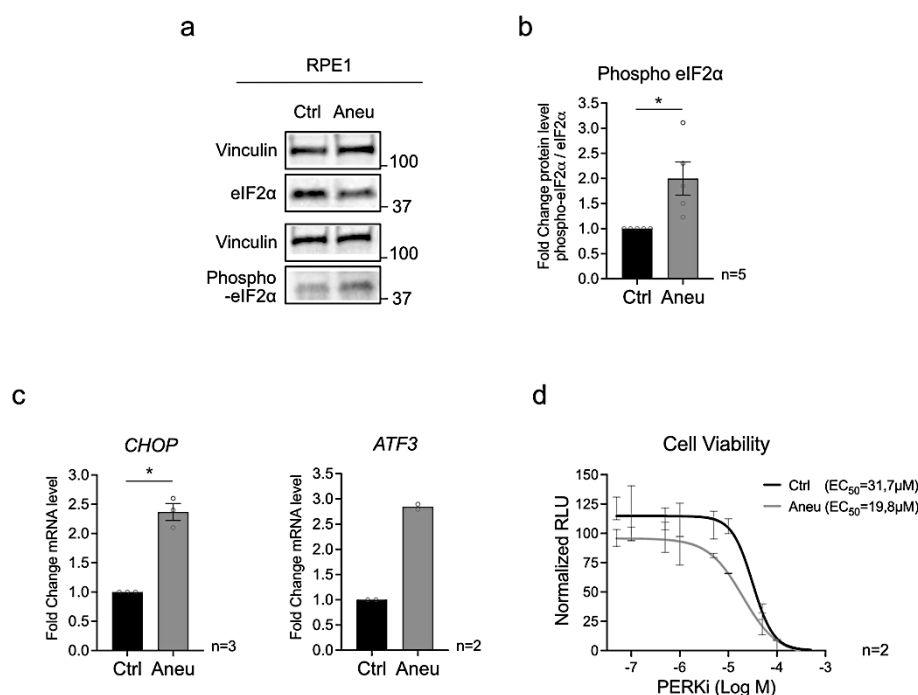 a
RPE1
Ctrl Aneu
Vinculin
100
eIF2α
37
Vinculin
100
Phospho
-eIF2α
37
b
Phospho eIF2α
*
Fold Change protein level
phospho-eIF2α / eIF2α
3.5
3.0
2.5
2.0
1.5
1.0
0.5
0.0
Ctrl Aneu
n=5
c
CHOP
*
Fold Change mRNA level
3.0
2.5
2.0
1.5
1.0
0.5
0.0
Ctrl Aneu
n=3
ATF3
Fold Change mRNA level
3.0
2.5
2.0
1.5
1.0
0.5
0.0
Ctrl Aneu
n=2
d
Cell Viability
Normalized RLU
150
125
100
75
50
25
0
-7 -6 -5 -4 -3
PERKi (Log M)
Ctrl (EC50=31,7µM)
Aneu (EC50=19,8µM)
n=2